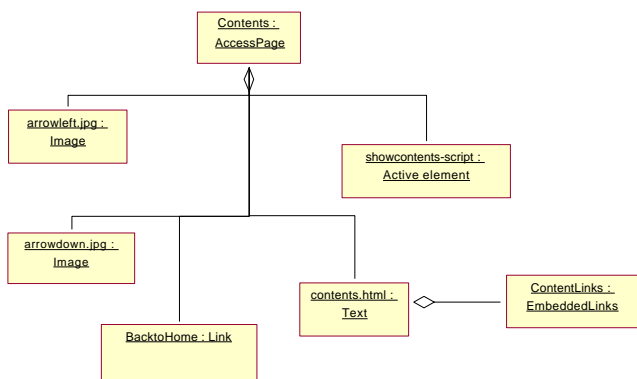 Contents :
AccessPage
arrowleft.jpg :
Image
showcontents-script :
Active element
arrowdown.jpg :
Image
contents.html :
Text
ContentLinks :
EmbeddedLinks
BacktoHome : Link